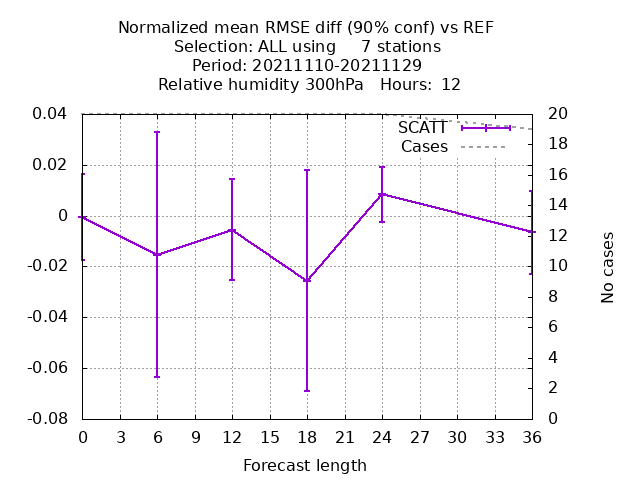 Normalized mean RMSE diff (90% conf) vs REF
Selection: ALL using 7 stations
Period: 20211110-20211129
Relative humidity 300hPa Hours: 12
0.04
0.02
0
-0.02
-0.04
-0.06
-0.08
SCATT
Cases
20
18
16
14
12
10
8
6
4
2
0
No cases
0 3 6 9 12 15 18 21 24 27 30 33 36
Forecast length